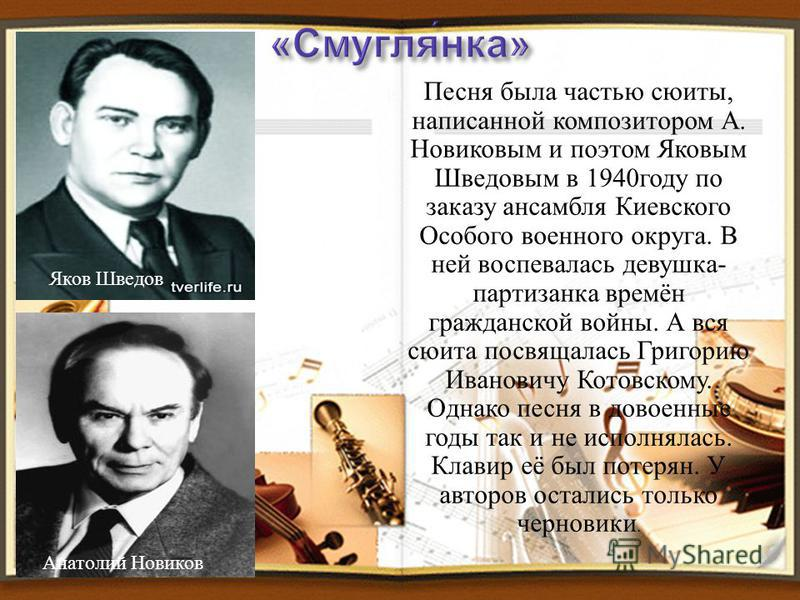 «Смугля́нка»
Песня была частью сюиты,
написанной композитором А.
Новиковым и поэтом Яковым
Шведовым в 1940году по
заказу ансамбля Киевского
Особого военного округа. В
ней воспевалась девушка-
партизанка времён
гражданской войны. А вся
сюита посвящалась Григорию
Ивановичу Котовскому.
Однако песня в довоенные
годы так и не исполнялась.
Клавир её был потерян. У
авторов остались только
черновики.
Яков Шведов
tverlife.ru
Анатолий Новиков
MyShared